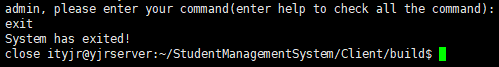 admin, please enter your command(enter help to check all the command):
exit
System has exited!
close ityjr@yjrserver:~/StudentManagementSystem/Client/build$